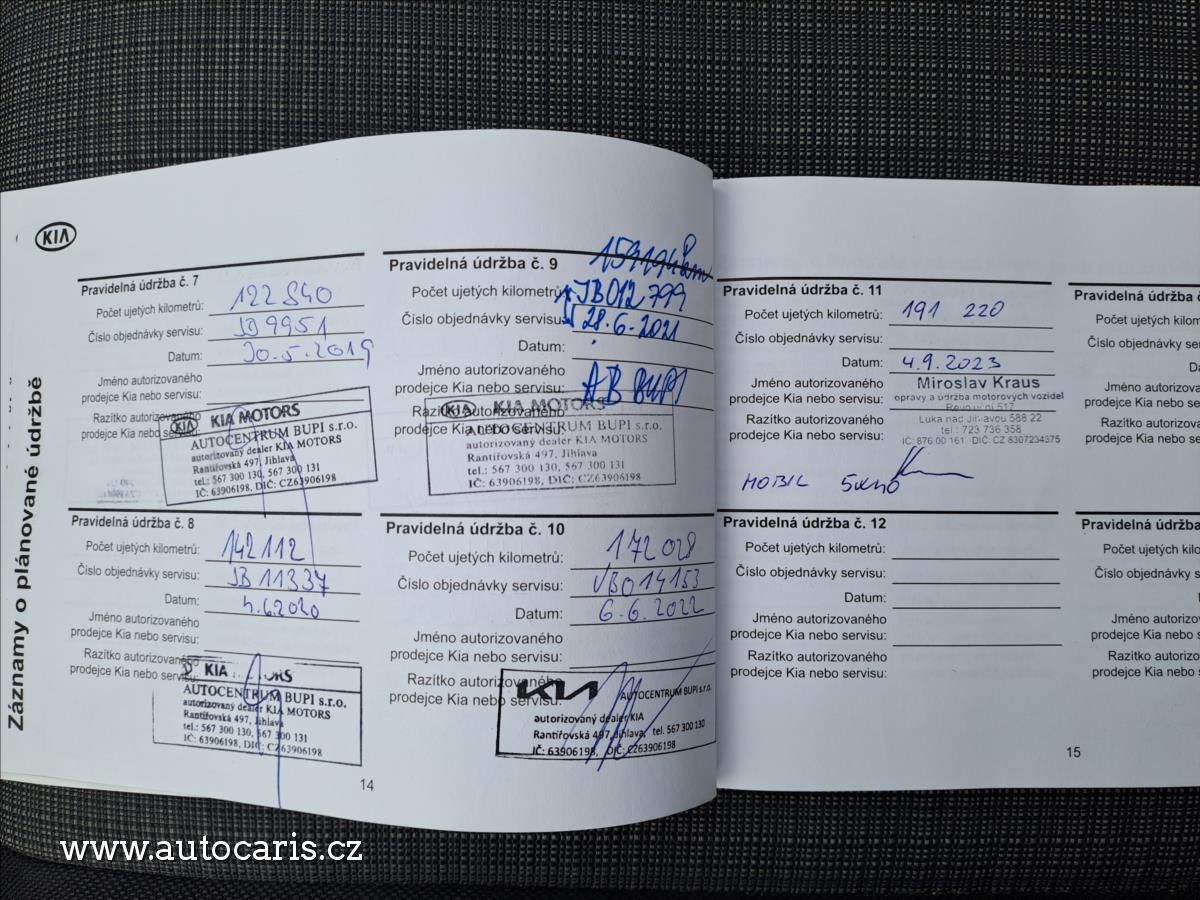 KIA
Záznamy o plánované údržbě
Pravidelná údržba č. 7
Počet ujetých kilometrů: 122 840
Číslo objednávky servisu: JB 9951
Datum: 30.5.2019
Jméno autorizovaného
prodejce Kia nebo servisu:
Razítko autorizovaného
prodejce Kia nebo servisu:
KIA KIA MOTORS
AUTOCENTRUM BUPI s.r.o.
autorizovaný dealer KIA MOTORS
Rantířovská 497, Jihlava
tel.: 567 300 130, 567 300 131
IČ: 63906198, DIČ: CZ63906198
Pravidelná údržba č. 8
Počet ujetých kilometrů: 142 112
Číslo objednávky servisu: JB 11337
Datum: 4.6.2020
Jméno autorizovaného
prodejce Kia nebo servisu:
Razítko autorizovaného
prodejce Kia nebo servisu:
KIA
AUTOCENTRUM BUPI s.r.o.
autorizovaný dealer KIA MOTORS
Rantířovská 497, Jihlava
tel.: 567 300 130, 567 300 131
IČ: 63906198, DIČ: CZ63906198
14
Pravidelná údržba č. 9
Počet ujetých kilometrů: JB012799
Číslo objednávky servisu: 28.6.2021
Datum:
Jméno autorizovaného
prodejce Kia nebo servisu: AB BUPI
Razítko autorizovaného
prodejce Kia nebo servisu:
KIA KIA MOTORS
AUTOCENTRUM BUPI s.r.o.
autorizovaný dealer KIA MOTORS
Rantířovská 497, Jihlava
tel.: 567 300 130, 567 300 131
IČ: 63906198, DIČ: CZ63906198
Pravidelná údržba č. 10
Počet ujetých kilometrů: 172 028
Číslo objednávky servisu: VB014153
Datum: 6.6.2022
Jméno autorizovaného
prodejce Kia nebo servisu:
Razítko autorizovaného
prodejce Kia nebo servisu:
KIA AUTOCENTRUM BUPI s.r.o.
autorizovaný dealer KIA
Rantířovská 497, Jihlava, tel. 567 300 130
IČ: 63906198, DIČ: CZ63906198
Pravidelná údržba č. 11
Počet ujetých kilometrů: 191 220
Číslo objednávky servisu:
Datum: 4.9.2023
Jméno autorizovaného
prodejce Kia nebo servisu:
Razítko autorizovaného
prodejce Kia nebo servisu:
Miroslav Kraus
opravy a údržba motorových vozidel
Luka nad Jihlavou 588 22
tel.: 723 736 358
IČ: 876 00 161 DIČ: CZ 8307234375
MOBIL 5W40
Pravidelná údržba č. 12
Počet ujetých kilometrů:
Číslo objednávky servisu:
Datum:
Jméno autorizovaného
prodejce Kia nebo servisu:
Razítko autorizovaného
prodejce Kia nebo servisu:
15
Pravidelná údržba
Počet ujetý
Číslo objedná
Da
Jméno autorizo
prodejce Kia nebo se
Razítko autorizo
prodejce Kia nebo se
Pravidelná údržba
Počet ujetý
Číslo objedná
Jméno autorizo
prodejce Kia nebo s
Razítko autorizo
prodejce Kia nebo s
www.autocaris.cz